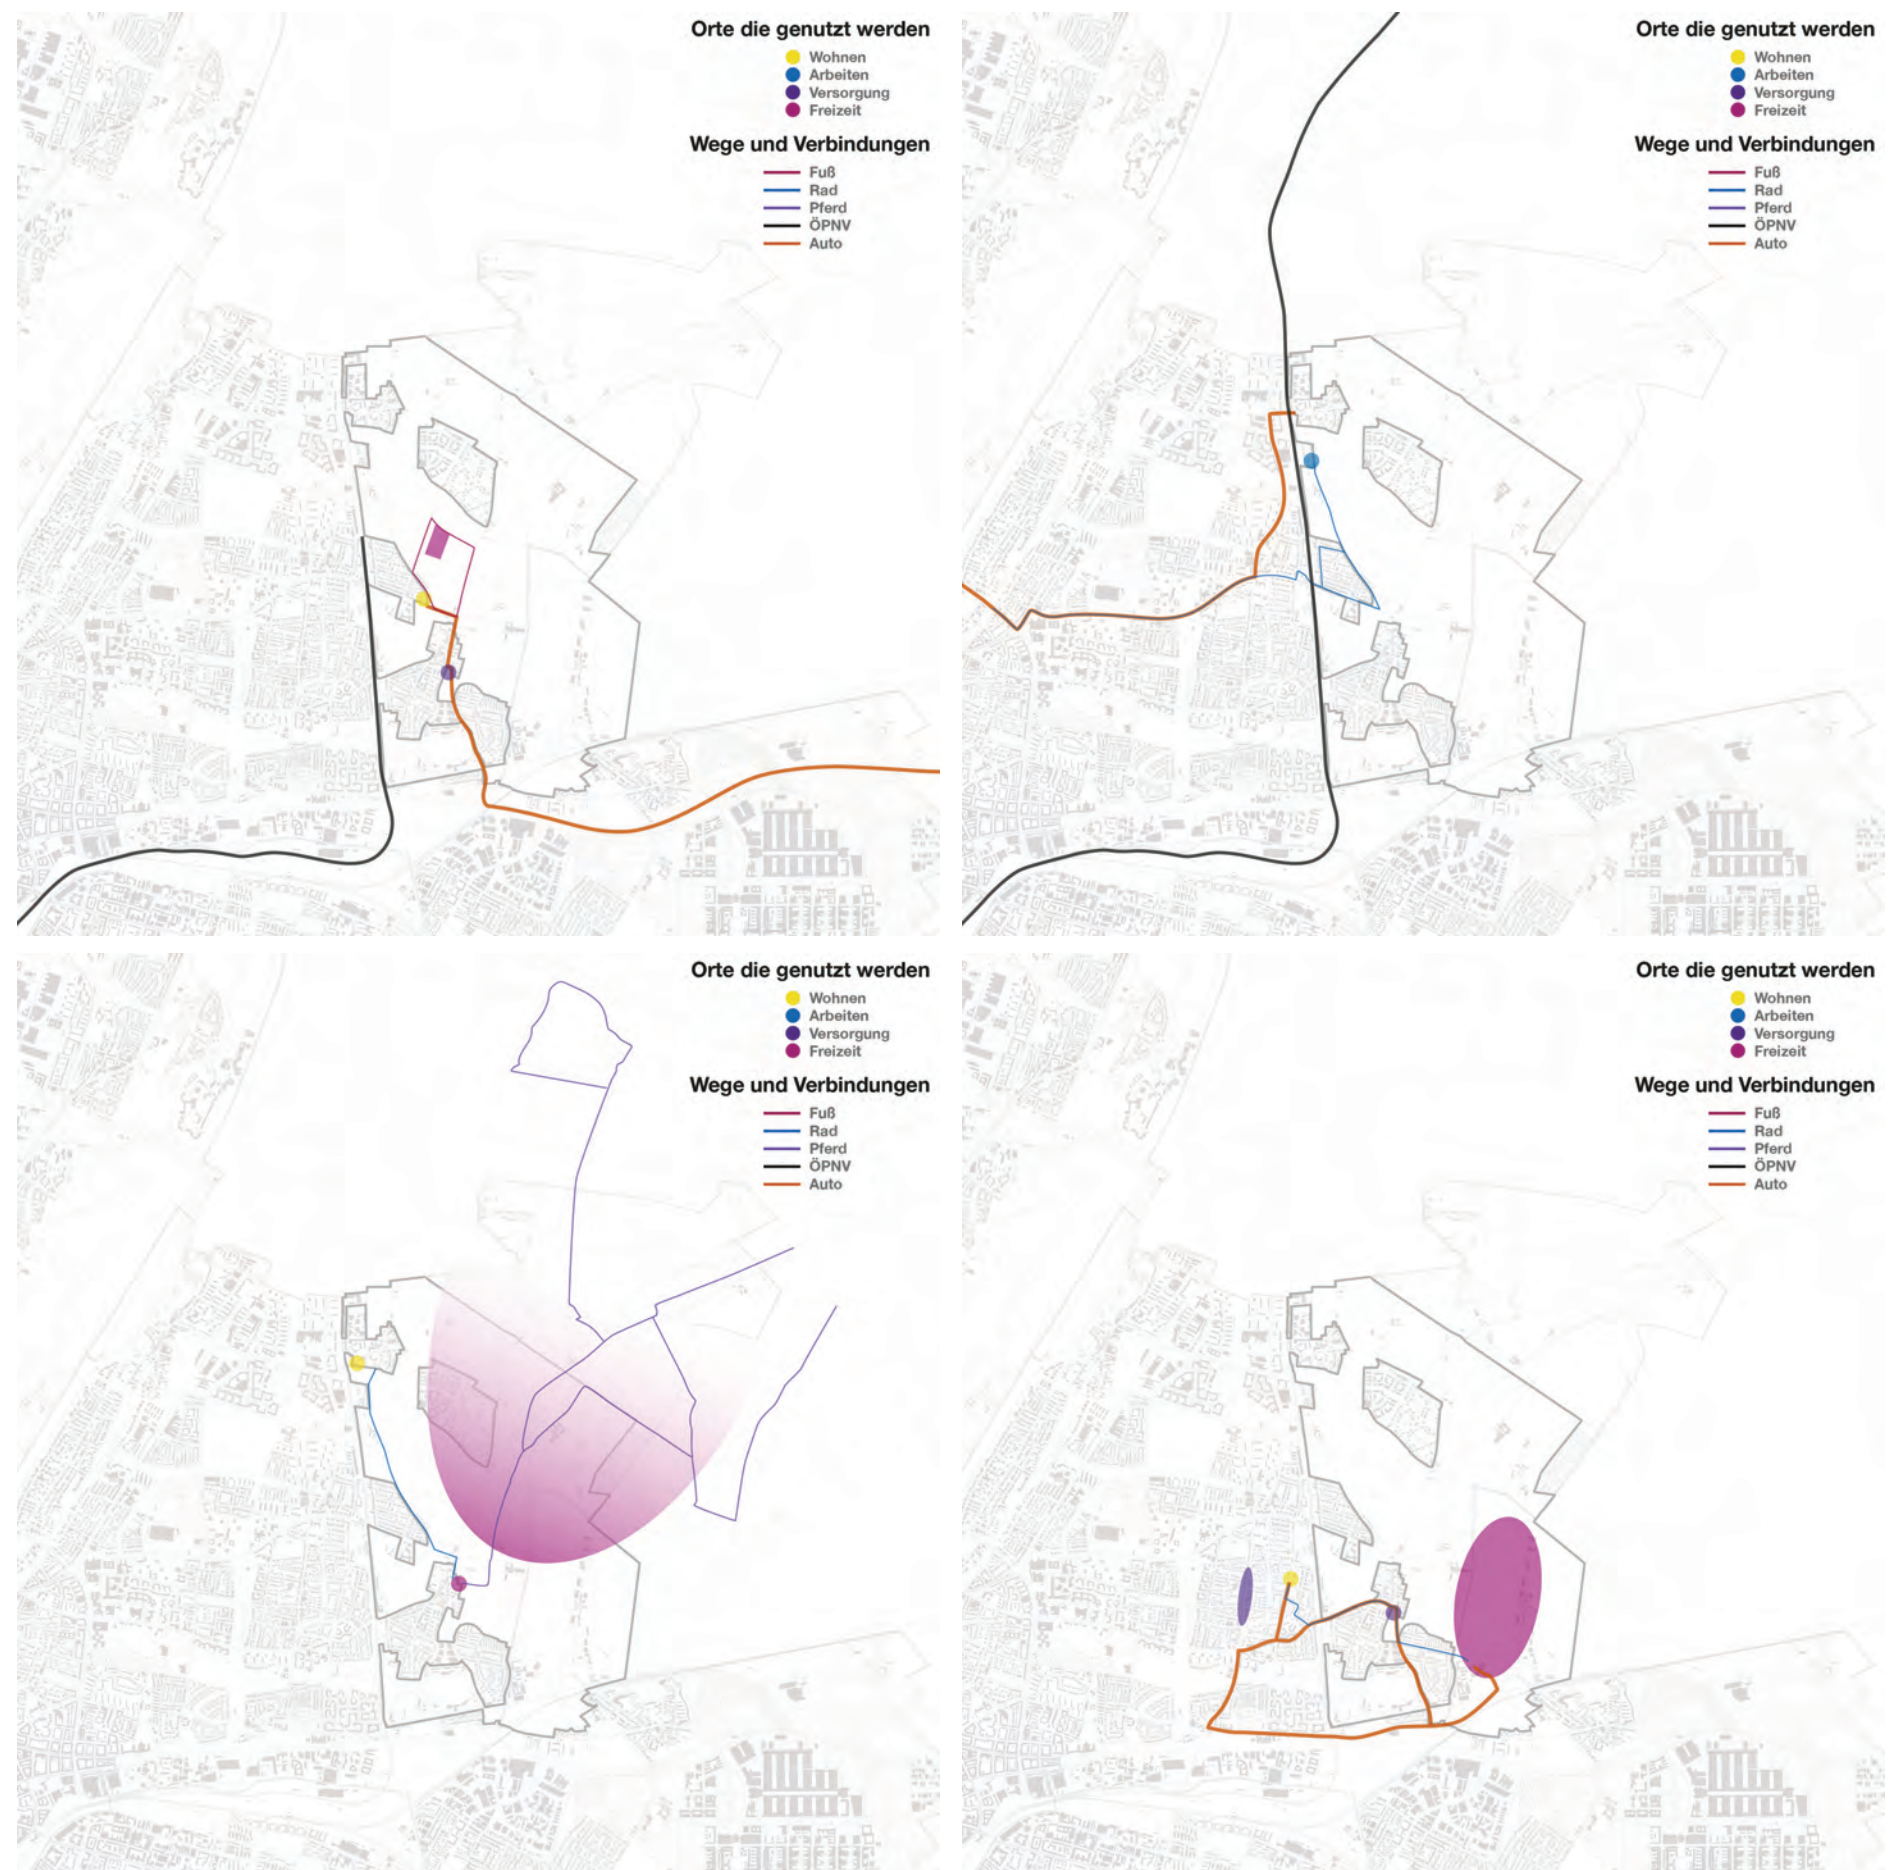 Orte die genutzt werden
Wohnen
Arbeiten
Versorgung
Freizeit
Wege und Verbindungen
Fuß
Rad
Pferd
ÖPNV
Auto
Orte die genutzt werden
Wohnen
Arbeiten
Versorgung
Freizeit
Wege und Verbindungen
Fuß
Rad
Pferd
ÖPNV
Auto
Orte die genutzt werden
Wohnen
Arbeiten
Versorgung
Freizeit
Wege und Verbindungen
Fuß
Rad
Pferd
ÖPNV
Auto
Orte die genutzt werden
Wohnen
Arbeiten
Versorgung
Freizeit
Wege und Verbindungen
Fuß
Rad
Pferd
ÖPNV
Auto